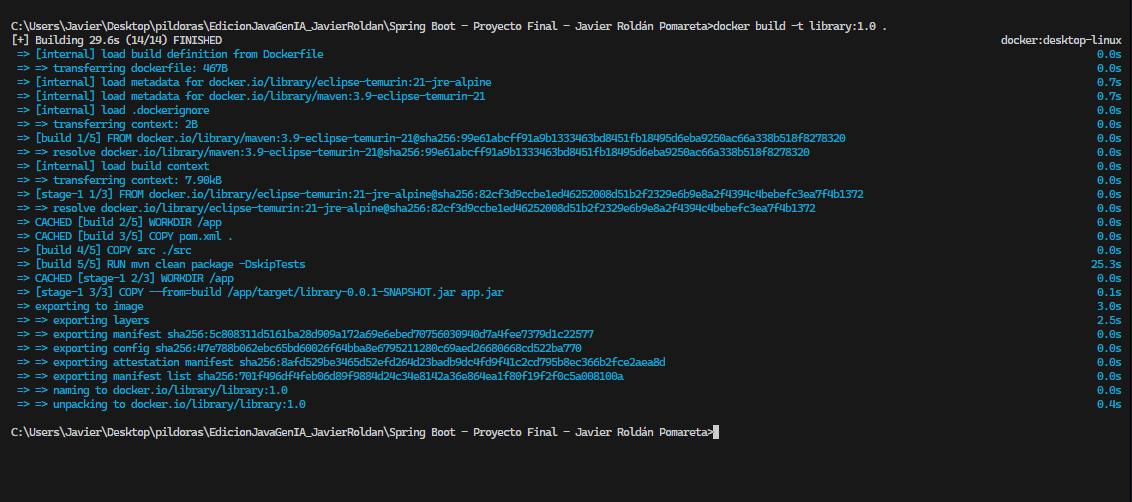 C:\Users\Javier\Desktop\pildoras\EdicionJavaGenIA_JavierRoldan\Spring Boot - Proyecto Final - Javier Roldán Pomareta>docker build -t library:1.0 .
[+] Building 29.6s (14/14) FINISHED docker:desktop-linux
=> [internal] load build definition from Dockerfile 0.0s
=> => transferring dockerfile: 467B 0.0s
=> [internal] load metadata for docker.io/library/eclipse-temurin:21-jre-alpine 0.7s
=> [internal] load metadata for docker.io/library/maven:3.9-eclipse-temurin-21 0.7s
=> [internal] load .dockerignore 0.0s
=> => transferring context: 2B 0.0s
=> [build 1/5] FROM docker.io/library/maven:3.9-eclipse-temurin-21@sha256:99e61abcff91a9b1333463bd8451fb18495d6eba9250ac66a338b518f8278320 0.0s
=> => resolve docker.io/library/maven:3.9-eclipse-temurin-21@sha256:99e61abcff91a9b1333463bd8451fb18495d6eba9250ac66a338b518f8278320 0.0s
=> [internal] load build context 0.0s
=> => transferring context: 7.90kB 0.0s
=> [stage-1 1/3] FROM docker.io/library/eclipse-temurin:21-jre-alpine@sha256:82cf3d9ccbe1ed46252008d51b2f2329e6b9e8a2f4394c4bebefc3ea7f4b1372 0.0s
=> => resolve docker.io/library/eclipse-temurin:21-jre-alpine@sha256:82cf3d9ccbe1ed46252008d51b2f2329e6b9e8a2f4394c4bebefc3ea7f4b1372 0.0s
=> CACHED [build 2/5] WORKDIR /app 0.0s
=> CACHED [build 3/5] COPY pom.xml . 0.0s
=> [build 4/5] COPY src ./src 0.0s
=> [build 5/5] RUN mvn clean package -DskipTests 25.3s
=> CACHED [stage-1 2/3] WORKDIR /app 0.0s
=> [stage-1 3/3] COPY --from=build /app/target/library-0.0.1-SNAPSHOT.jar app.jar 0.1s
=> exporting to image 3.0s
=> => exporting layers 2.5s
=> => exporting manifest sha256:5c808311d5161ba28d909a172a69e6ebed70756030940d7a4fee7379d1c22577 0.0s
=> => exporting config sha256:47e788b062ebc65bd60026ff64bba8e6795211280c69aed26680668cd522ba770 0.0s
=> => exporting attestation manifest sha256:8afd529be3465d52efd264d23badb9dc4fd9f41c2cd795b8ec366b2fce2aea8d 0.0s
=> => exporting manifest list sha256:701f496df4feb06d89f9884d24c34e8142a36e864ea1f80f19f2f0c5a008100a 0.0s
=> => naming to docker.io/library/library:1.0 0.0s
=> => unpacking to docker.io/library/library:1.0 0.4s
C:\Users\Javier\Desktop\pildoras\EdicionJavaGenIA_JavierRoldan\Spring Boot - Proyecto Final - Javier Roldán Pomareta>